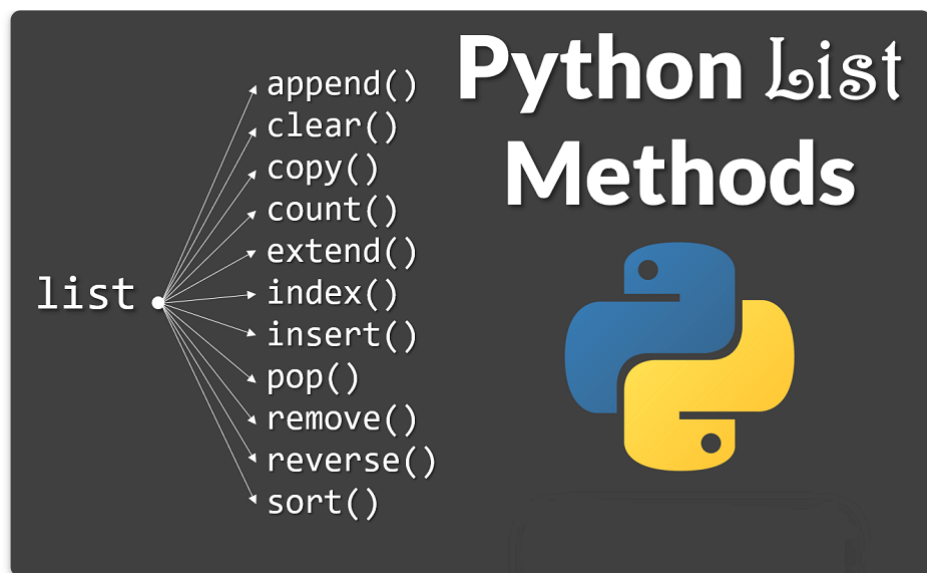 Python List
Methods
list
append()
clear()
copy()
count()
extend()
index()
insert()
pop()
remove()
reverse()
sort()